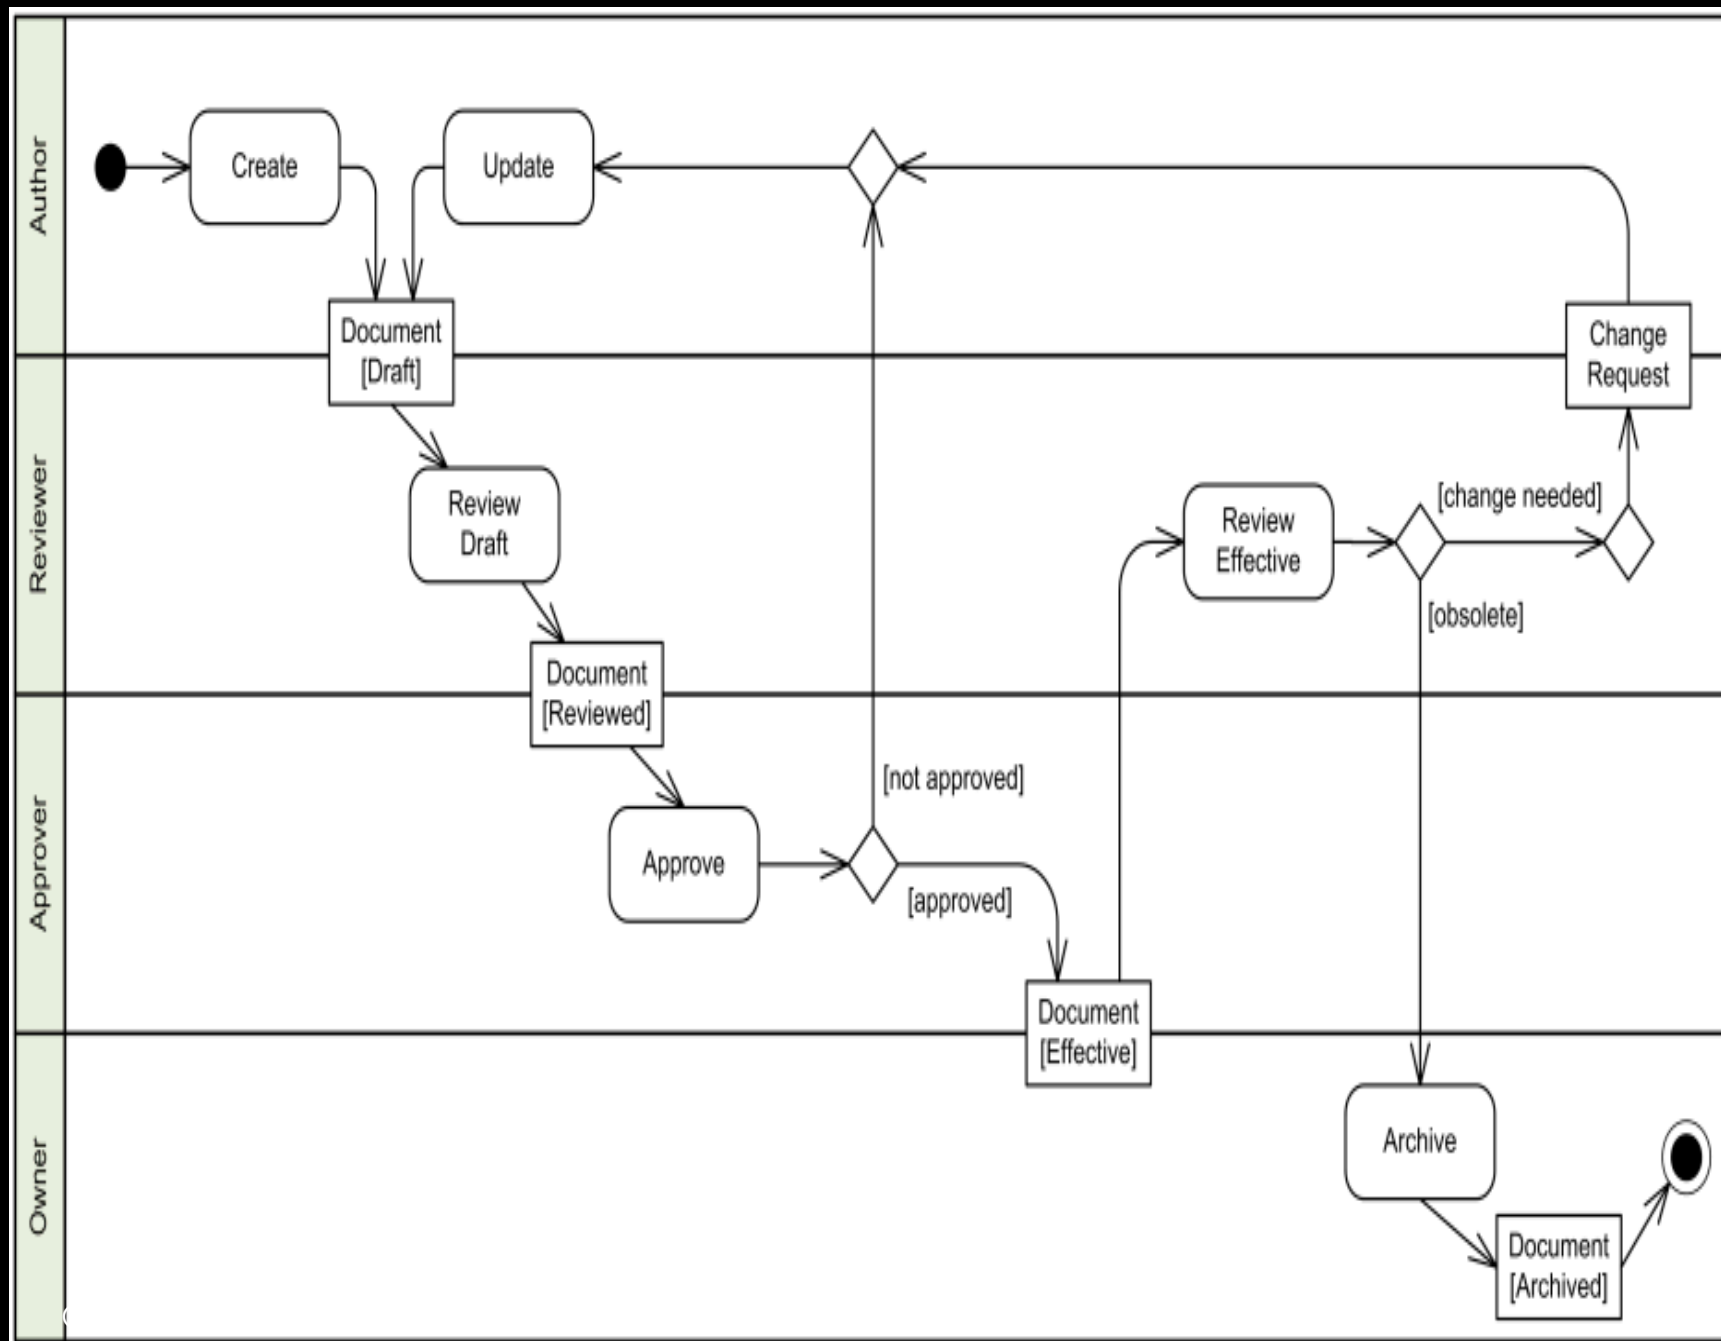 Author
Create
Update
Document
[Draft]
Change
Request
Reviewer
Review
Draft
Review
Effective
[change needed]
[obsolete]
Document
[Reviewed]
Approver
[not approved]
Approve
[approved]
Document
[Effective]
Owner
Archive
Document
[Archived]